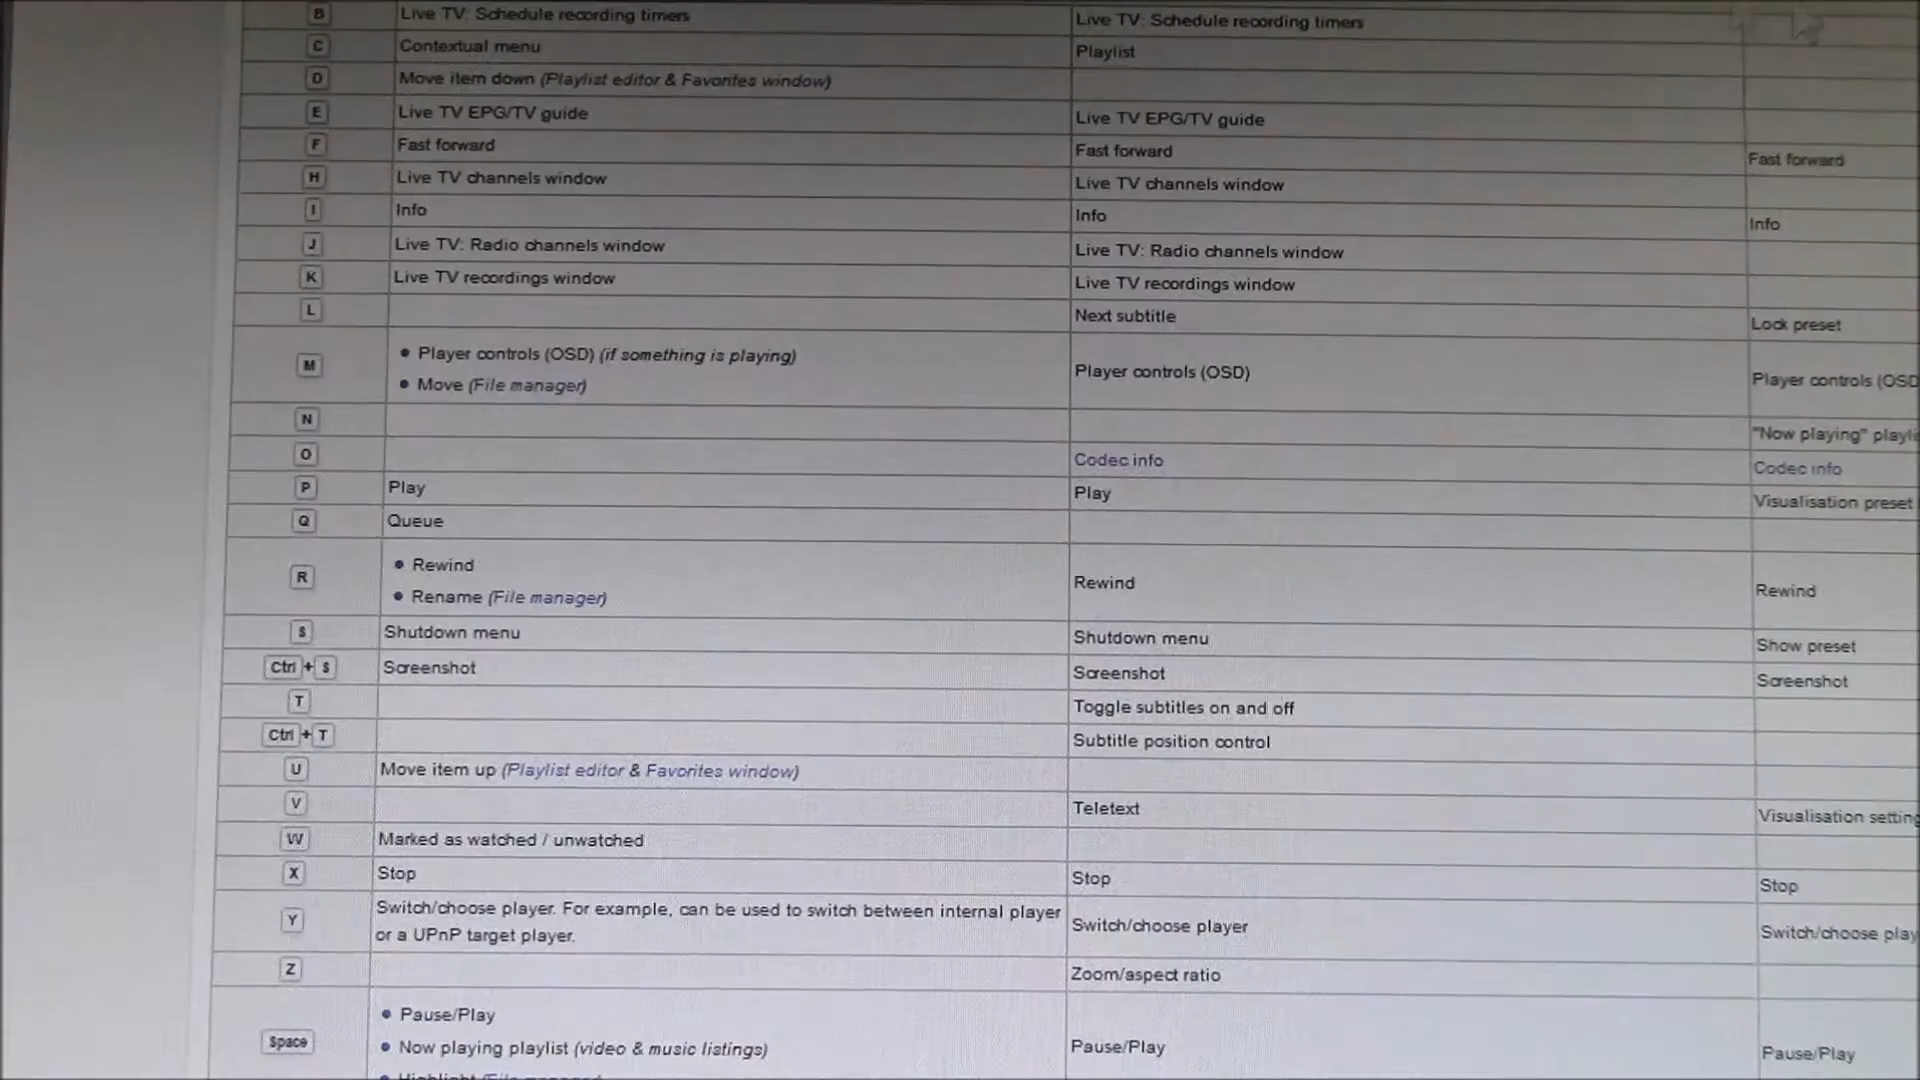 B Live TV: Schedule recording timers Live TV: Schedule recording timers
C Contextual menu Playlist
D Move item down (Playlist editor & Favorites window)
E Live TV EPG/TV guide Live TV EPG/TV guide
F Fast forward Fast forward Fast forward
H Live TV channels window Live TV channels window
I Info Info Info
J Live TV: Radio channels window Live TV: Radio channels window
K Live TV recordings window Live TV recordings window
L Next subtitle Lock preset
M
Player controls (OSD) (if something is playing)
Move (File manager)
Player controls (OSD) Player controls (OSD
N "Now playing"
O Codec info Codec info
P Play Play Visualisation preset
Q Queue
R
Rewind
Rename (File manager)
Rewind Rewind
S Shutdown menu Shutdown menu Show preset
Ctrl + S Screenshot Screenshot Screenshot
T Toggle subtitles on and off
Ctrl + T Subtitle position control
U Move item up (Playlist editor & Favorites window)
V Teletext Visualisation setting
W Marked as watched / unwatched
X Stop Stop Stop
Y
Switch/choose player. For example, can be used to switch between internal player
or a UPnP target player.
Switch/choose player Switch/choose play
Z Zoom/aspect ratio
Space
Pause/Play
Now playing playlist (video & music listings)
Pause/Play Pause/Play